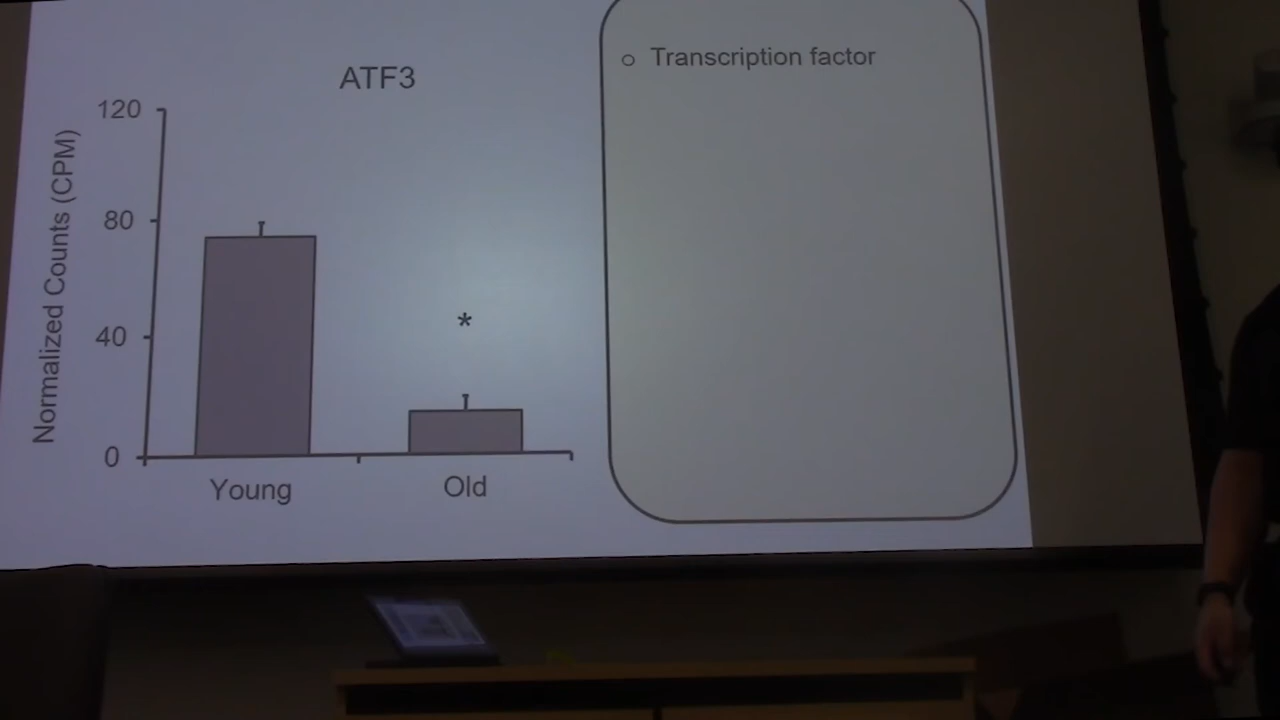 ATF3
Normalized Counts (CPM)
120
80
40
0
*
Young
Old
○ Transcription factor